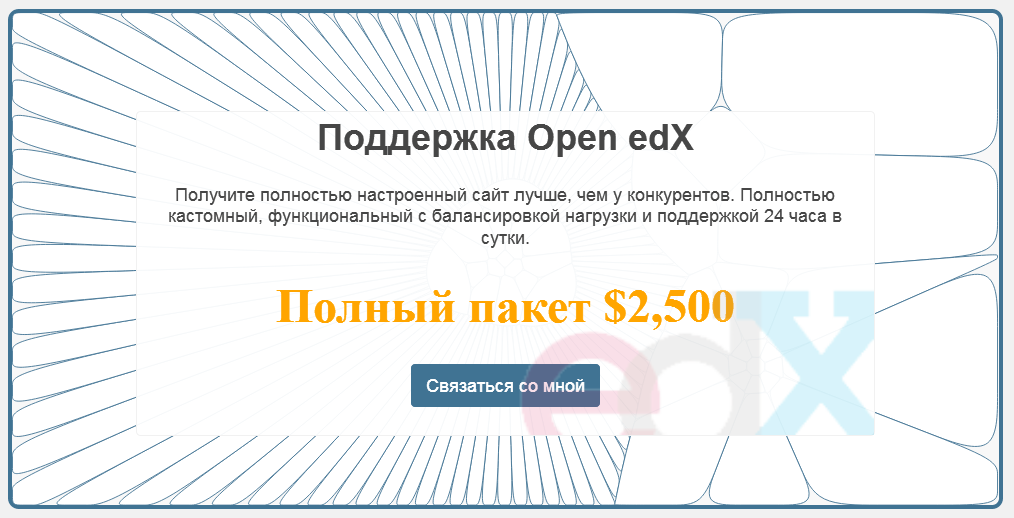 Поддержка Open edX
Получите полностью настроенный сайт лучше, чем у конкурентов. Полностью
кастомный, функциональный с балансировкой нагрузки и поддержкой 24 часа в
сутки.
Полный пакет $2,500
Связаться со мной
edX